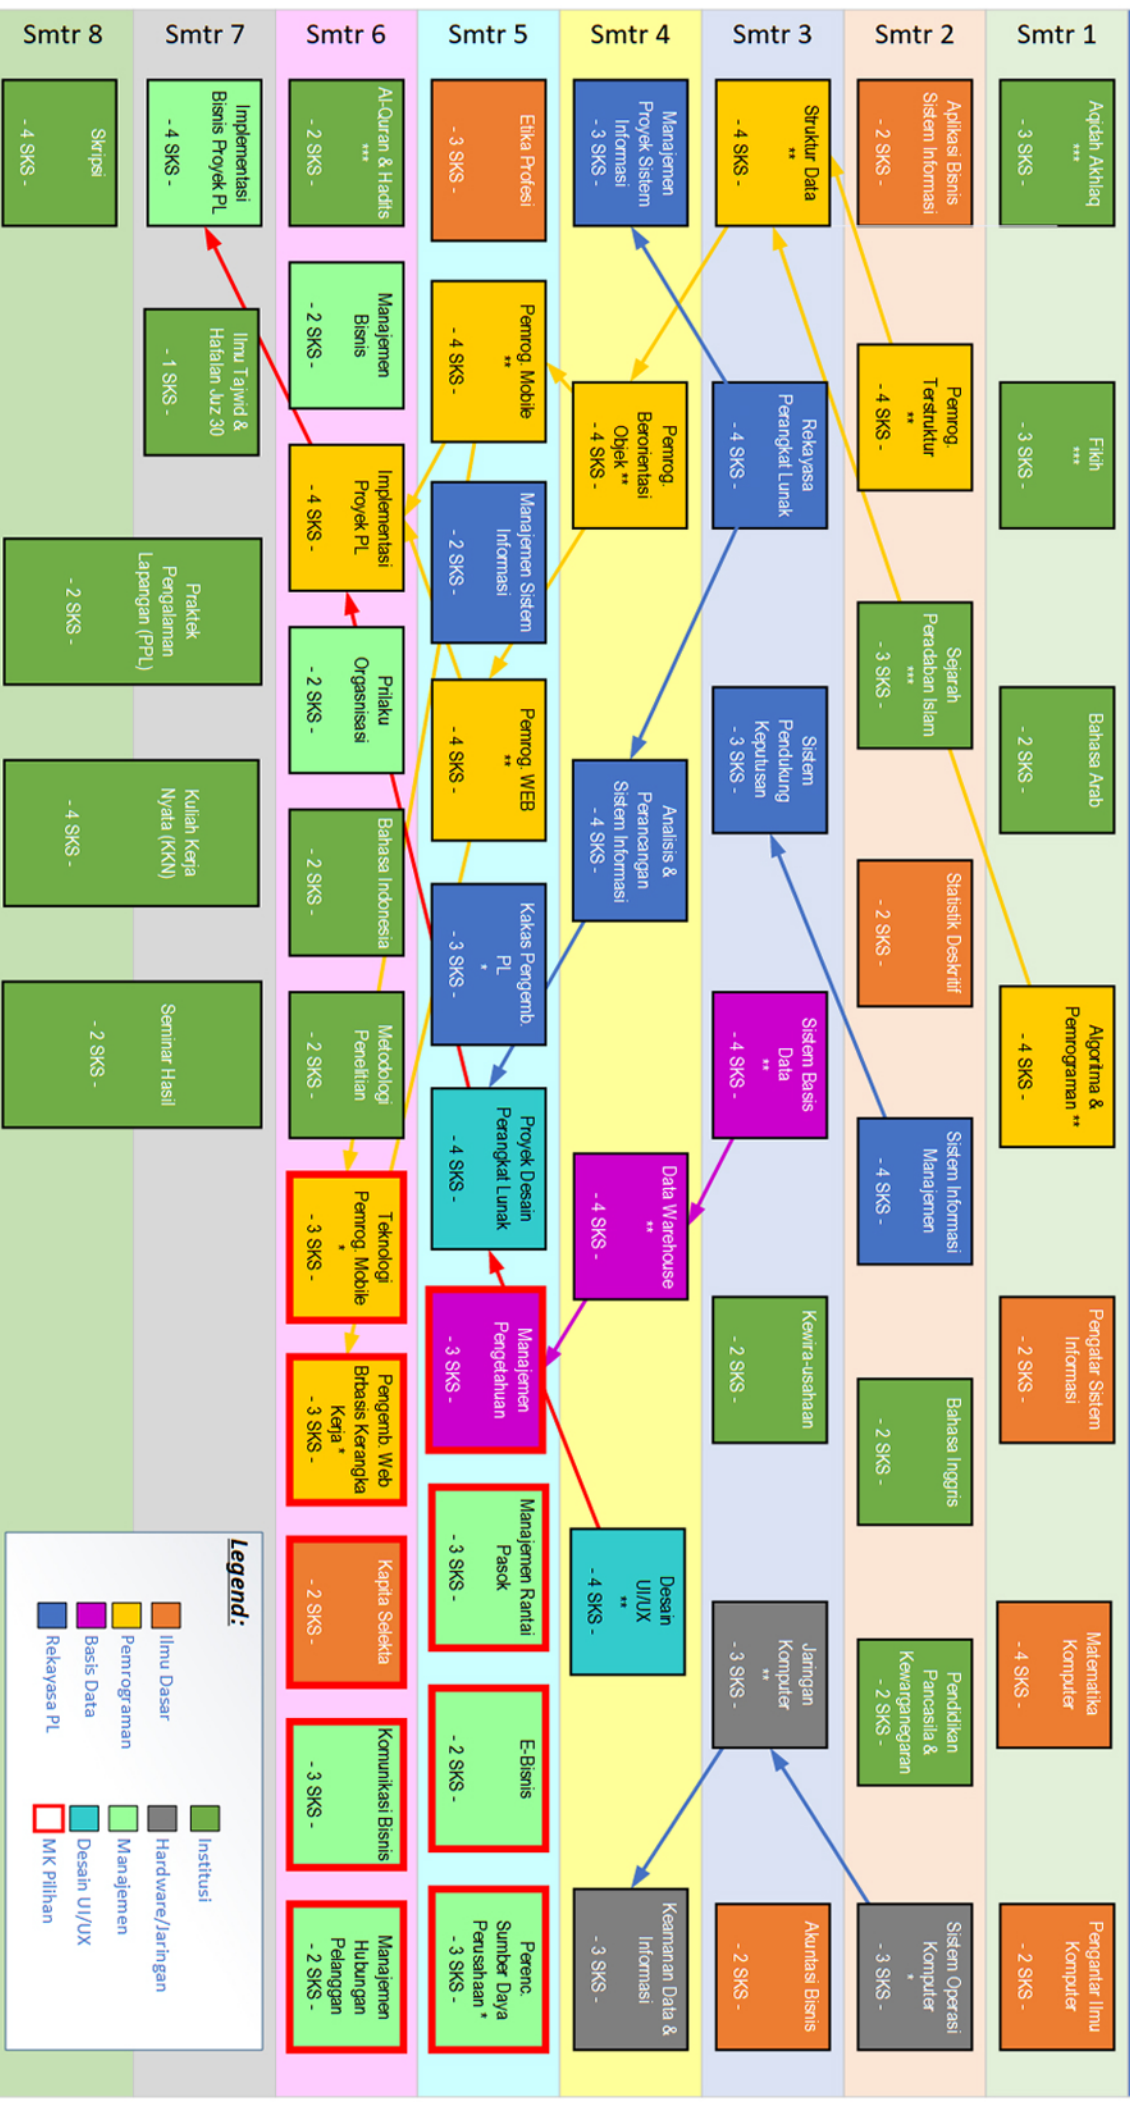 Smtr 8
Smtr 7
Smtr 6
Smtr 5
Smtr 4
Smtr 3
Smtr 2
Smtr 1
Aqidah Akhlaq
***
- 3 SKS -
Fikih
***
- 3 SKS -
Bahasa Arab
- 2 SKS -
Algoritma &
Pemrograman **
- 4 SKS -
Pengatar Sistem
Informasi
- 2 SKS -
Matematika
Komputer
- 4 SKS -
Pengantar Ilmu
Komputer
- 2 SKS -
Aplikasi Bisnis
Sistem Informasi
- 2 SKS -
Pemrog.
Terstruktur
**
- 4 SKS -
Sejarah
Peradaban Islam
***
- 3 SKS -
Statistik Deskritif
- 2 SKS -
Sistem Informasi
Manajemen
- 4 SKS -
Bahasa Inggris
- 2 SKS -
Pendidikan
Pancasila &
Kewarganegaran
- 2 SKS -
Sistem Operasi
Komputer
*
- 3 SKS -
Struktur Data
**
- 4 SKS -
Rekayasa
Perangkat Lunak
- 4 SKS -
Sistem
Pendukung
Keputusan
- 3 SKS -
Sistem Basis
Data
**
- 4 SKS -
Kewira-usahaan
- 2 SKS -
Jaringan
Komputer
**
- 3 SKS -
Akuntasi Bisnis
- 2 SKS -
Manajemen
Proyek Sistem
Informasi
- 3 SKS -
Pemrog.
Berorientasi
Objek **
- 4 SKS -
Analisis &
Perancangan
Sistem Informasi
- 4 SKS -
Data Warehouse
**
- 4 SKS -
Desain
UI/UX
**
- 4 SKS -
Keamanan Data &
Informasi
- 3 SKS -
Etika Profesi
- 3 SKS -
Pemrog. Mobile
**
- 4 SKS -
Manajemen Sistem
Informasi
- 2 SKS -
Pemrog. WEB
**
- 4 SKS -
Kakas Pengemb.
PL
*
- 3 SKS -
Proyek Desain
Perangkat Lunak
- 4 SKS -
Manajemen
Pengetahuan
- 3 SKS -
Manajemen Rantai
Pasok
- 3 SKS -
E-Bisnis
- 2 SKS -
Perenc.
Sumber Daya
Perusahaan *
- 3 SKS -
Al-Quran & Hadits
***
- 2 SKS -
Manajemen
Bisnis
- 2 SKS -
Implementasi
Proyek PL
- 4 SKS -
Prilaku
Orgasnisasi
- 2 SKS -
Bahasa Indonesia
- 2 SKS -
Metodologi
Penelitian
- 2 SKS -
Teknologi
Pemrog. Mobile
*
- 3 SKS -
Pengemb. Web
Brbasis Kerangka
Kerja *
- 3 SKS -
Kapita Selekta
- 2 SKS -
Komunikasi Bisnis
- 3 SKS -
Manajemen
Hubungan
Pelanggan
- 2 SKS -
Implementasi
Bisnis Proyek PL
- 4 SKS -
Ilmu Tajwid &
Hafalan Juz 30
- 1 SKS -
Praktek
Pengalaman
Lapangan (PPL)
- 2 SKS -
Kuliah Kerja
Nyata (KKN)
- 4 SKS -
Seminar Hasil
- 2 SKS -
Skripsi
- 4 SKS -
Legend:
Ilmu Dasar
Pemrograman
Basis Data
Rekayasa PL
Institusi
Hardware/Jaringan
Manajemen
Desain UI/UX
MK Pilihan